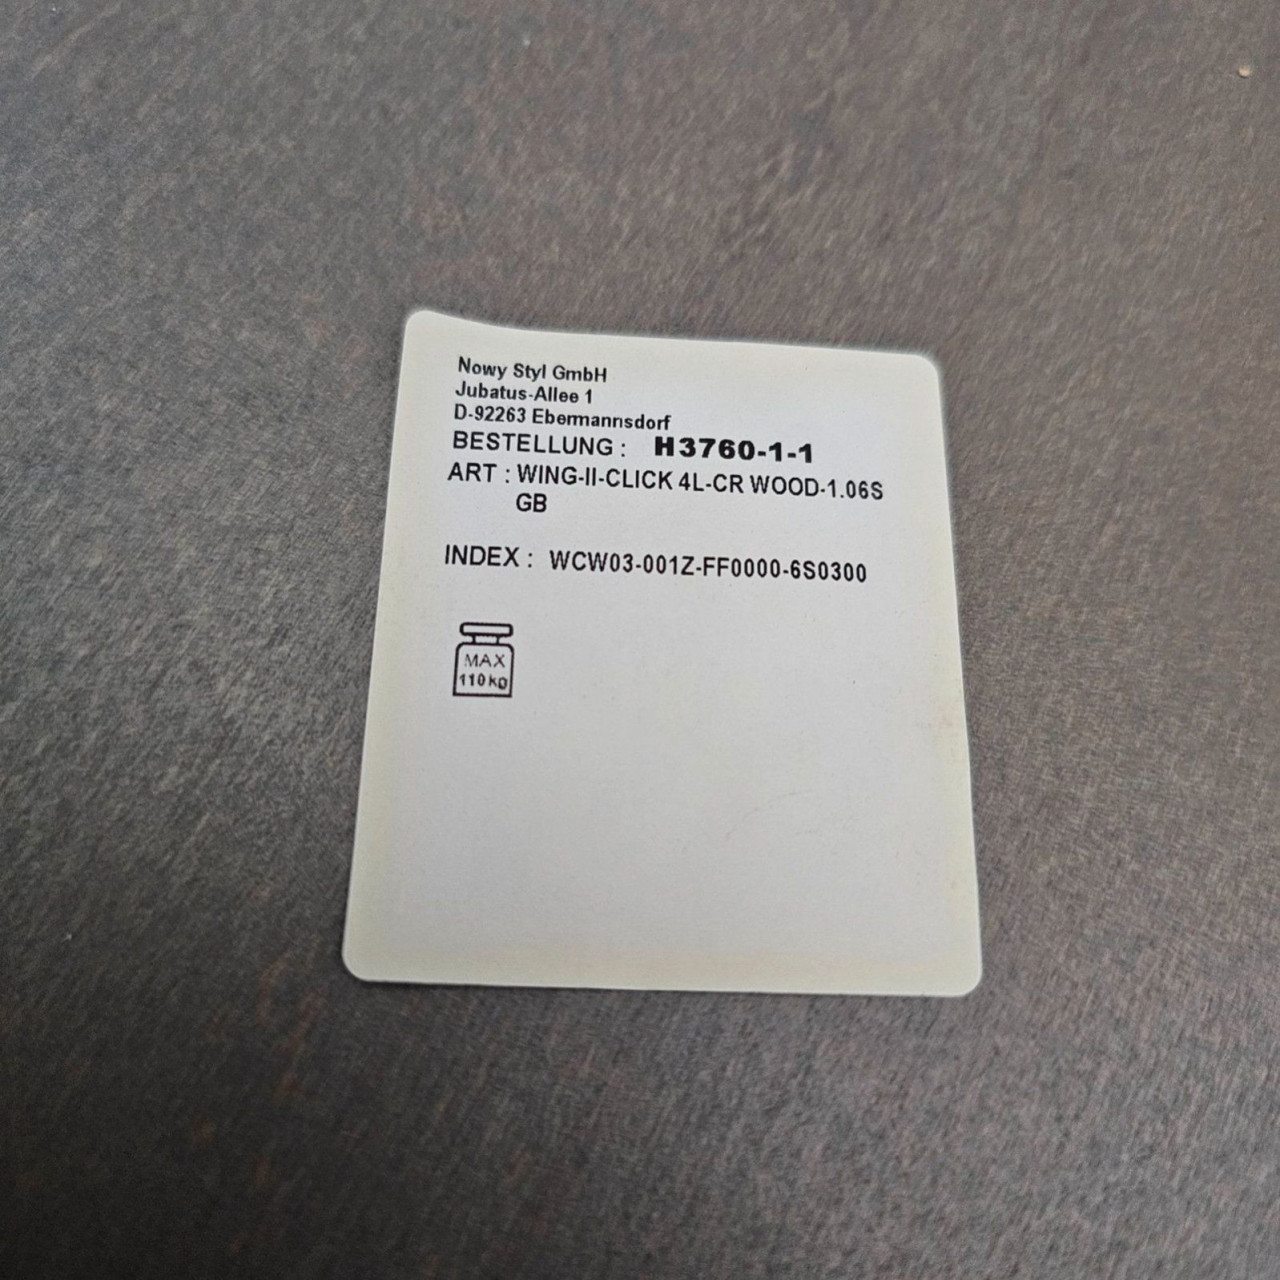 Nowy Styl GmbH
Jubatus-Allee 1
D-92263 Ebermannsdorf
BESTELLUNG : H3760-1-1
ART : WING-II-CLICK 4L-CR WOOD-1.06S
GB
INDEX : WCW03-001Z-FF0000-6S0300
MAX
110 kg